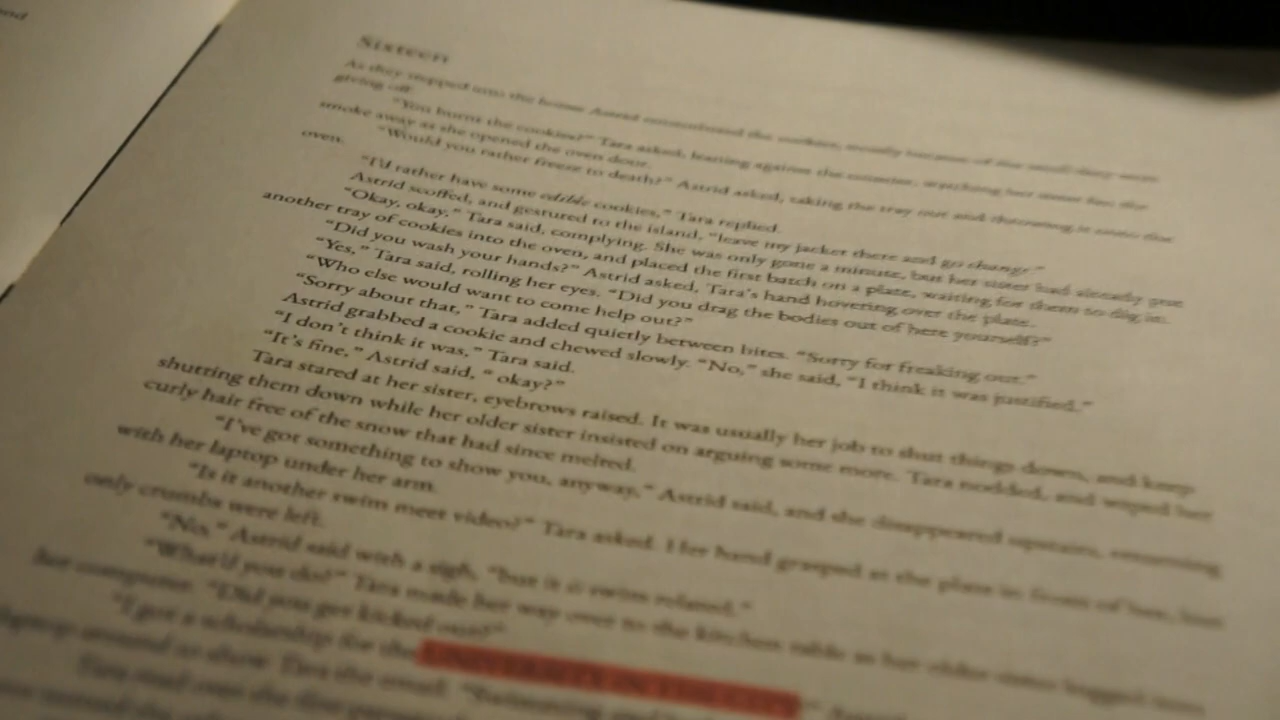 and
Sixteen
As they stepped into the house Astrid
giving off.
"You burnt the cookies?" Tara asked, leaning against the counter, watching her sister fan the
smoke away as she opened the oven door.
"Would you rather freeze to death?" Astrid asked, taking the tray out and throwing it onto the
oven.
"I'd rather have some edible cookies," Tara replied.
Astrid scoffed, and gestured to the island, "leave my jacket there and go change."
"Okay, okay," Tara said, complying. She was only gone a minute, but her sister had already put
another tray of cookies into the oven, and placed the first batch on a plate, waiting for them to dig in.
"Did you wash your hands?" Astrid asked, Tara's hand hovering over the plate.
"Yes," Tara said, rolling her eyes. "Did you drag the bodies out of here yourself?"
"Who else would want to come help out?"
"Sorry about that," Tara added quietly between bites. "Sorry for freaking out."
Astrid grabbed a cookie and chewed slowly. "No," she said, "I think it was justified."
"I don't think it was," Tara said.
"It's fine," Astrid said, " okay?"
Tara stared at her sister, eyebrows raised. It was usually her job to shut things down, and keep
shutting them down while her older sister insisted on arguing some more. Tara nodded, and wiped her
curly hair free of the snow that had since melted.
"I've got something to show you, anyway," Astrid said, and she disappeared upstairs, returning
with her laptop under her arm.
"Is it another swim meet video?" Tara asked. Her hand grasped at the plate in front of her, but
only crumbs were left.
"No," Astrid said with a sigh, "but it is swim related."
"What'd you do?" Tara made her way over to the kitchen table as her older sister logged into
her computer. "Did you get kicked out?"
"I got a scholarship for the
laptop around to show Tara the email.
Tara read over the first